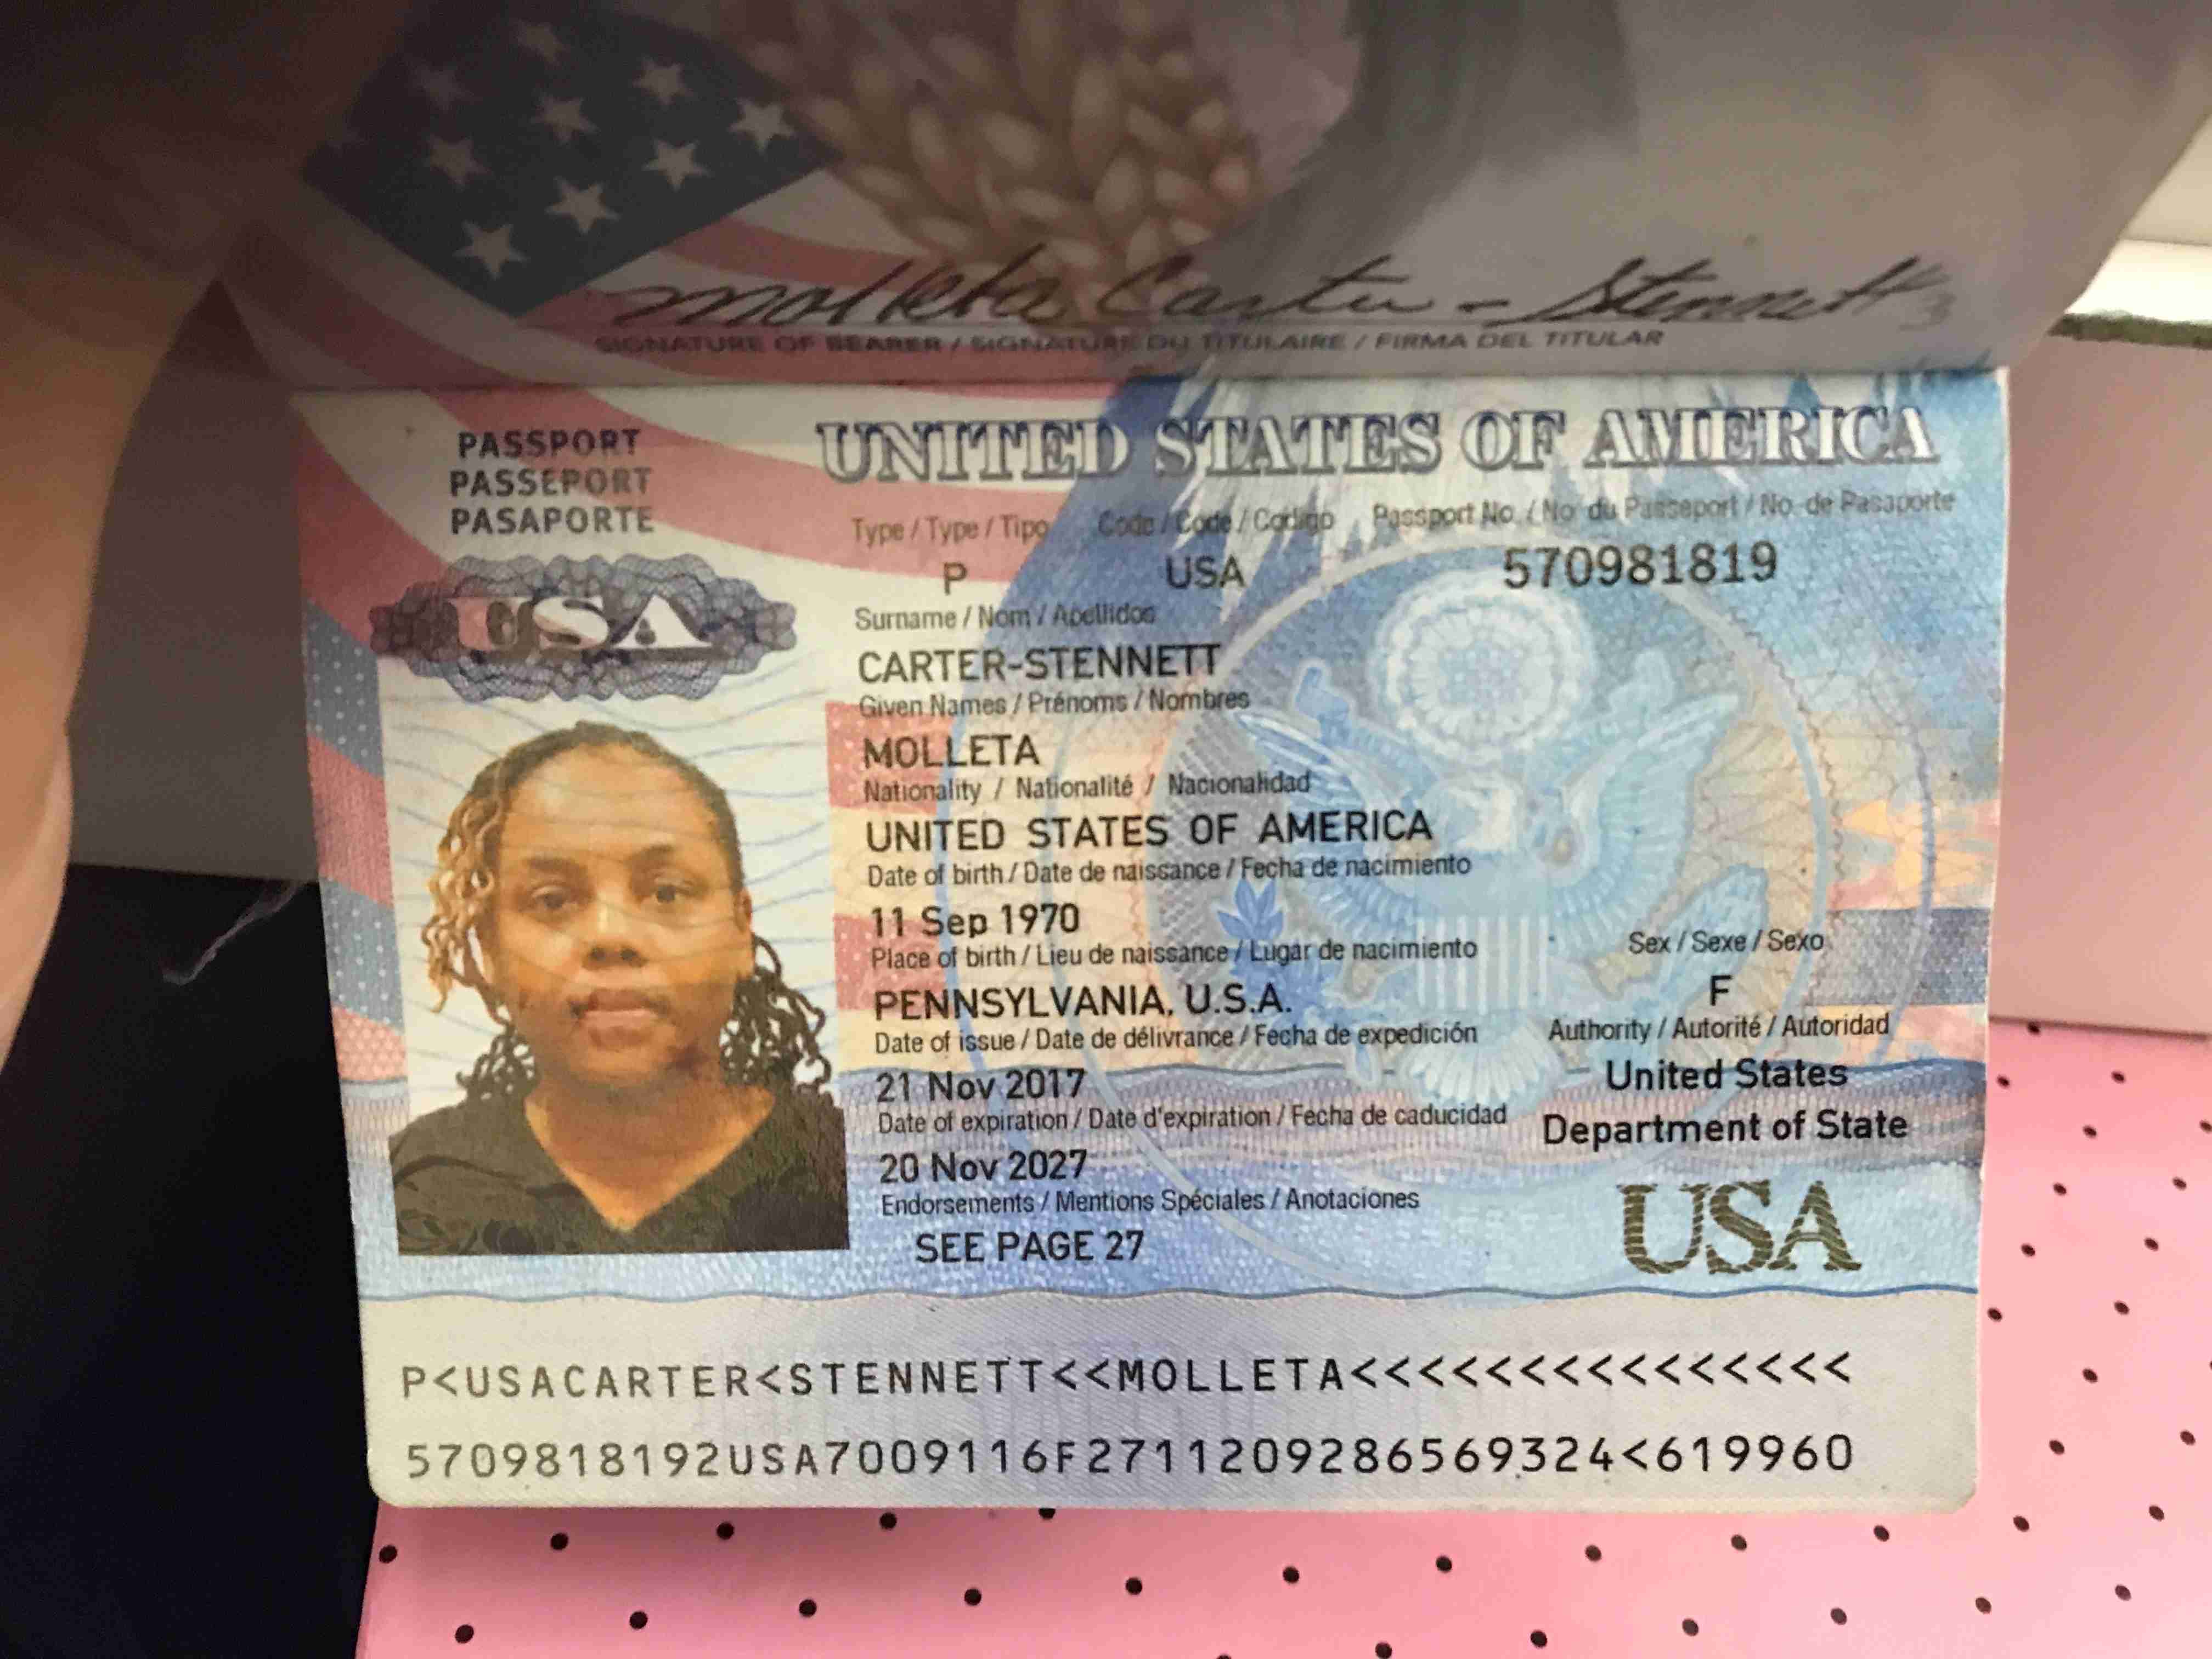 Molleta Carter - Stennett
SIGNATURE OF BEARER / SIGNATURE DU TITULAIRE / FIRMA DEL TITULAR
PASSPORT
PASSEPORT
PASAPORTE
UNITED STATES OF AMERICA
Type / Type / Tipo Code / Code / Codigo Passport No. / No. du Passeport / No. de Pasaporte
P USA 570981819
USA
Surname / Nom / Apellidos
CARTER-STENNETT
Given Names / Prénoms / Nombres
MOLLETA
Nationality / Nationalité / Nacionalidad
UNITED STATES OF AMERICA
Date of birth / Date de naissance / Fecha de nacimiento
11 Sep 1970
Place of birth / Lieu de naissance / Lugar de nacimiento Sex / Sexe / Sexo
PENNSYLVANIA, U.S.A. F
Date of issue / Date de délivrance / Fecha de expedición Authority / Autorité / Autoridad
21 Nov 2017 United States
Date of expiration / Date d'expiration / Fecha de caducidad Department of State
20 Nov 2027
Endorsements / Mentions Spéciales / Anotaciones
SEE PAGE 27
USA
P<USACARTER<STENNETT<<MOLLETA<<<<<<<<<<<<<<<
5709818192USA7009116F2711209286569324<619960